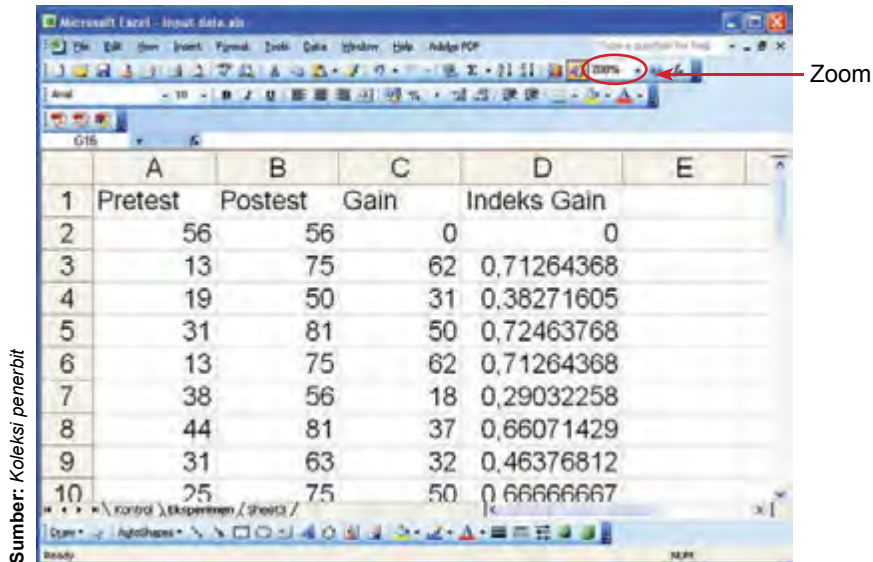 Microsoft Excel - input data.xls
File Edit View Insert Format Tools Data Window Help Adobe PDF
200%
Zoom
Arial 10
G16
A B C D E
1 Pretest Postest Gain Indeks Gain
2 56 56 0 0
3 13 75 62 0,71264368
4 19 50 31 0,38271605
5 31 81 50 0,72463768
6 13 75 62 0,71264368
7 38 56 18 0,29032258
8 44 81 37 0,66071429
9 31 63 32 0,46376812
10 25 75 50 0,66666667
Kontrol Eksperimen Sheet3
Draw AutoShapes
Ready NUM
Sumber: Koleksi penerbit